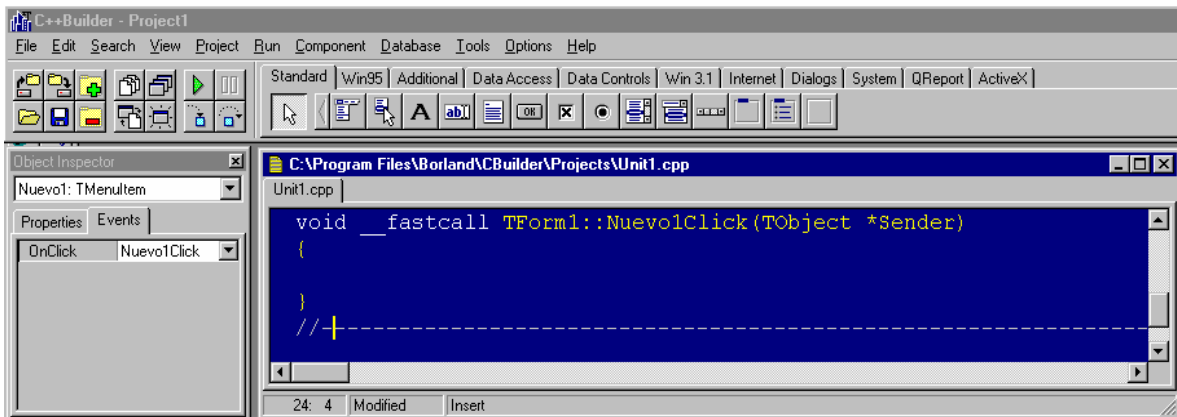 C++Builder - Project1
File Edit Search View Project Run Component Database Tools Options Help
Standard Win95 Additional Data Access Data Controls Win 3.1 Internet Dialogs System QReport ActiveX
A ab OK
Object Inspector
C:\Program Files\Borland\CBuilder\Projects\Unit1.cpp
Nuevo1: TMenuItem
Unit1.cpp
Properties Events
OnClick Nuevo1Click
void __fastcall TForm1::Nuevo1Click(TObject *Sender)
{
}
//---------------------------------------------------------------
24: 4 Modified Insert